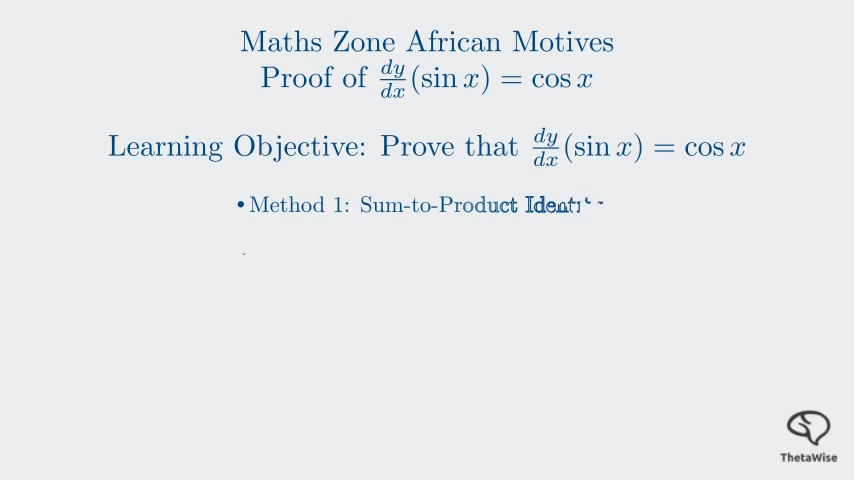 Maths Zone African Motives
Proof of dy/dx (sin x) = cos x
Learning Objective: Prove that dy/dx (sin x) = cos x
• Method 1: Sum-to-Product
ThetaWise